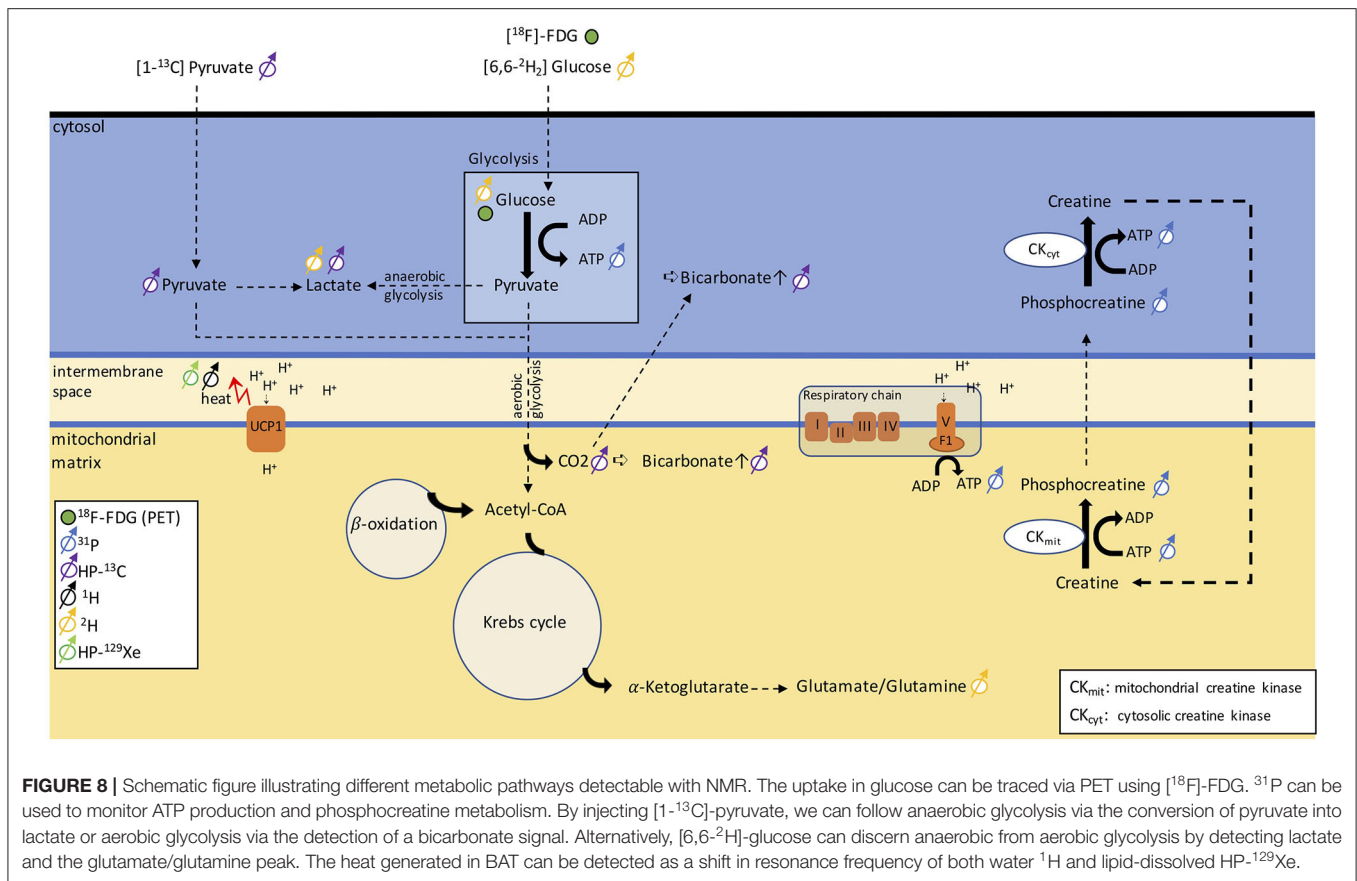 [¹⁸F]-FDG
[1-¹³C] Pyruvate
[6,6-²H₂] Glucose
cytosol
Glycolysis
Glucose
ADP
ATP
Pyruvate
anaerobic
glycolysis
Lactate
Pyruvate
➪Bicarbonate↑
Creatine
CKcyt
ATP
ADP
Phosphocreatine
intermembrane
space
heat
H⁺
H⁺
H⁺
H⁺
UCP1
H⁺
aerobic
glycolysis
Respiratory chain
I
II
III
IV
V
F1
H⁺
H⁺
H⁺
H⁺
ADP
ATP
mitochondrial
matrix
CO2 ➪ Bicarbonate↑
Acetyl-CoA
β-oxidation
Krebs cycle
α-Ketoglutarate
Glutamate/Glutamine
Phosphocreatine
CKmit
ADP
ATP
Creatine
¹⁸F-FDG (PET)
³¹P
HP-¹³C
¹H
²H
HP-¹²⁹Xe
CKmit: mitochondrial creatine kinase
CKcyt: cytosolic creatine kinase
FIGURE 8 | Schematic figure illustrating different metabolic pathways detectable with NMR. The uptake in glucose can be traced via PET using [¹⁸F]-FDG. ³¹P can be
used to monitor ATP production and phosphocreatine metabolism. By injecting [1-¹³C]-pyruvate, we can follow anaerobic glycolysis via the conversion of pyruvate into
lactate or aerobic glycolysis via the detection of a bicarbonate signal. Alternatively, [6,6-²H]-glucose can discern anaerobic from aerobic glycolysis by detecting lactate
and the glutamate/glutamine peak. The heat generated in BAT can be detected as a shift in resonance frequency of both water ¹H and lipid-dissolved HP-¹²⁹Xe.